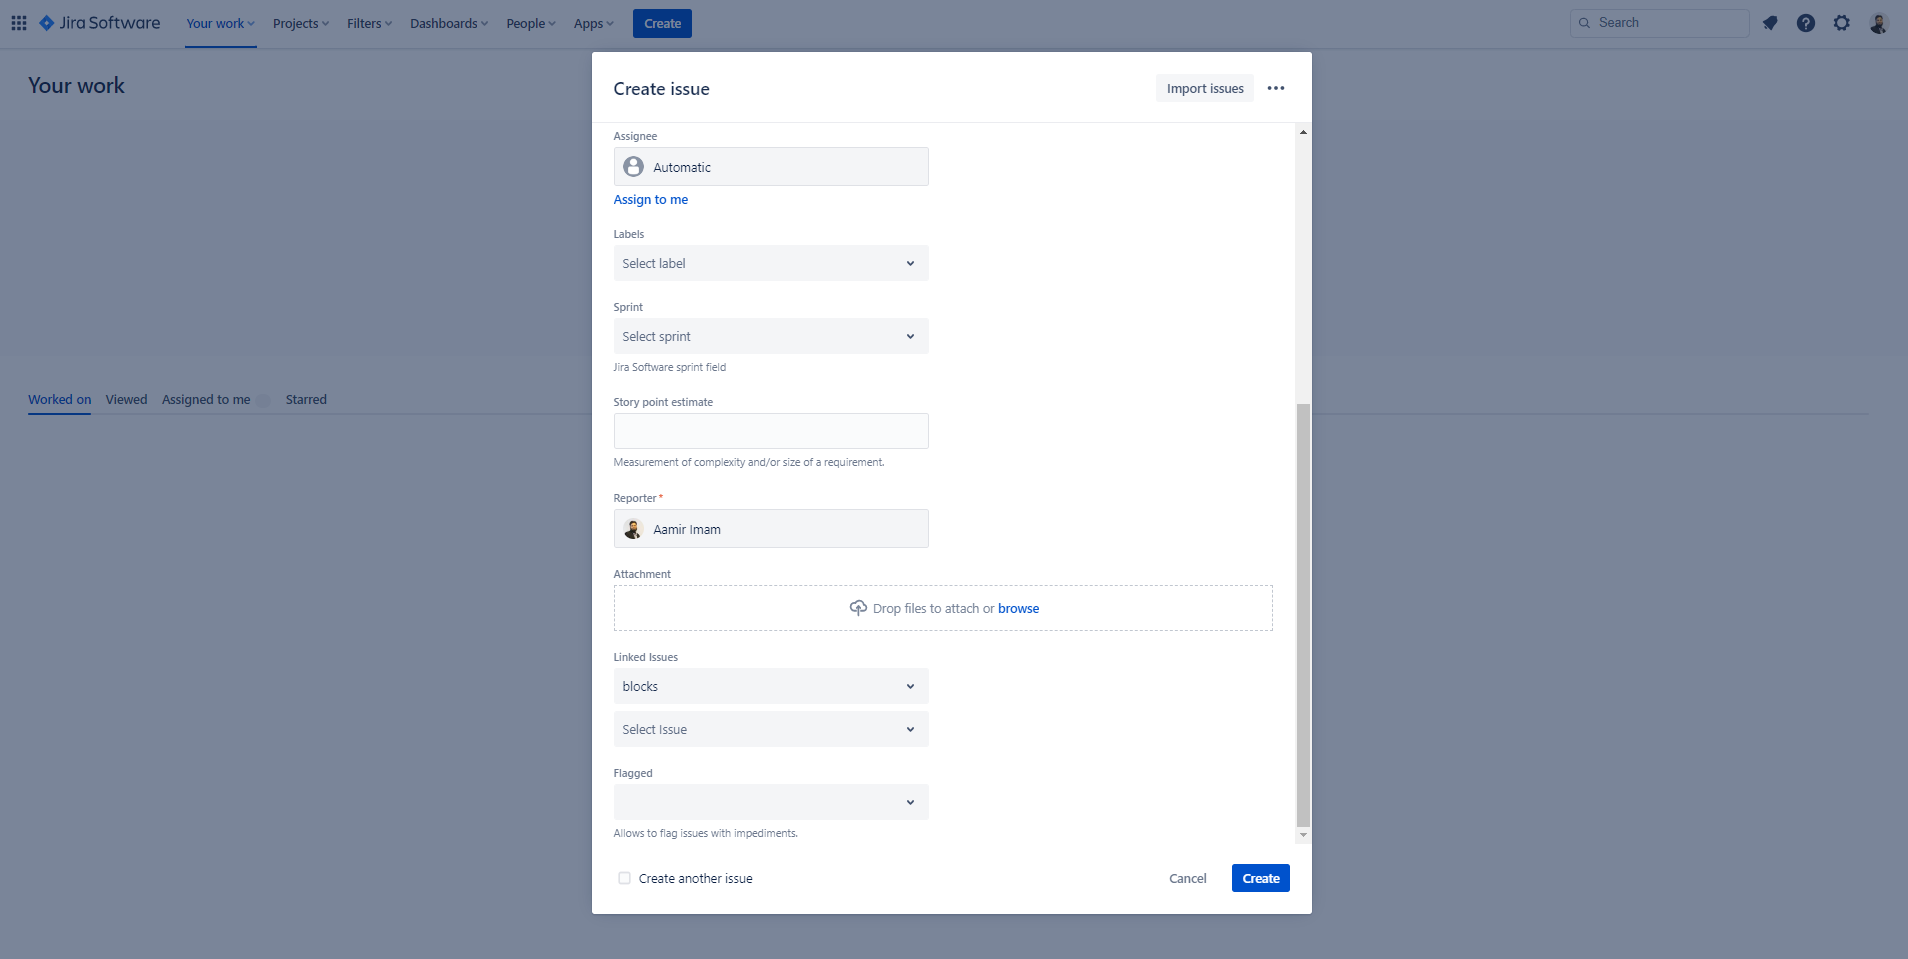 Jira Software Your work Projects Filters Dashboards People Apps Create Search
Your work
Worked on Viewed Assigned to me Starred
Create issue Import issues
Assignee
Automatic
Assign to me
Labels
Select label
Sprint
Select sprint
Jira Software sprint field
Story point estimate
Measurement of complexity and/or size of a requirement.
Reporter*
Aamir Imam
Attachment
Drop files to attach or browse
Linked Issues
blocks
Select Issue
Flagged
Allows to flag issues with impediments.
Create another issue Cancel Create